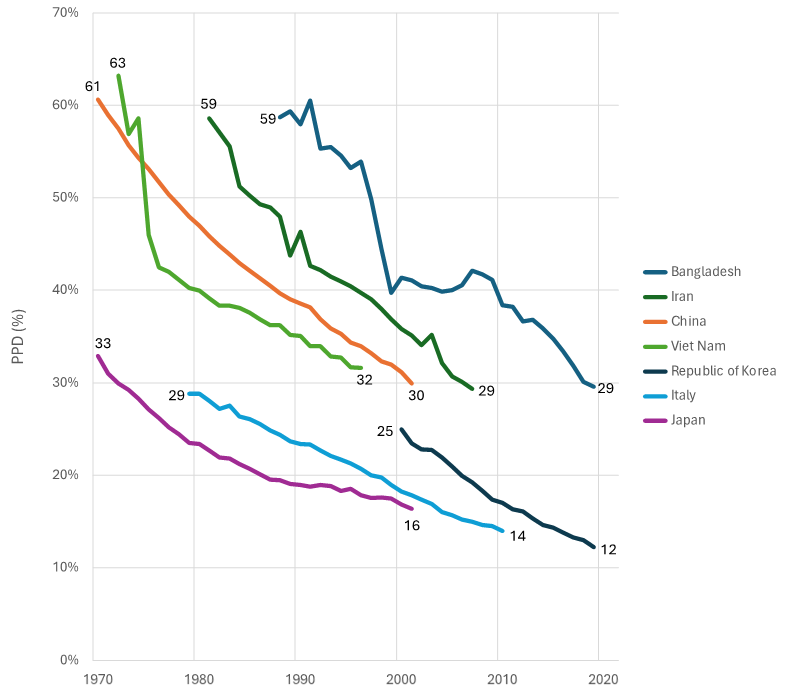 70%
63
61
60%
59
59
50%
40%
Bangladesh
Iran
China
Viet Nam
Republic of Korea
Italy
Japan
PPD (%)
33
32
30
29
29
30%
29
25
20%
16
14
12
10%
0%
1970 1980 1990 2000 2010 2020